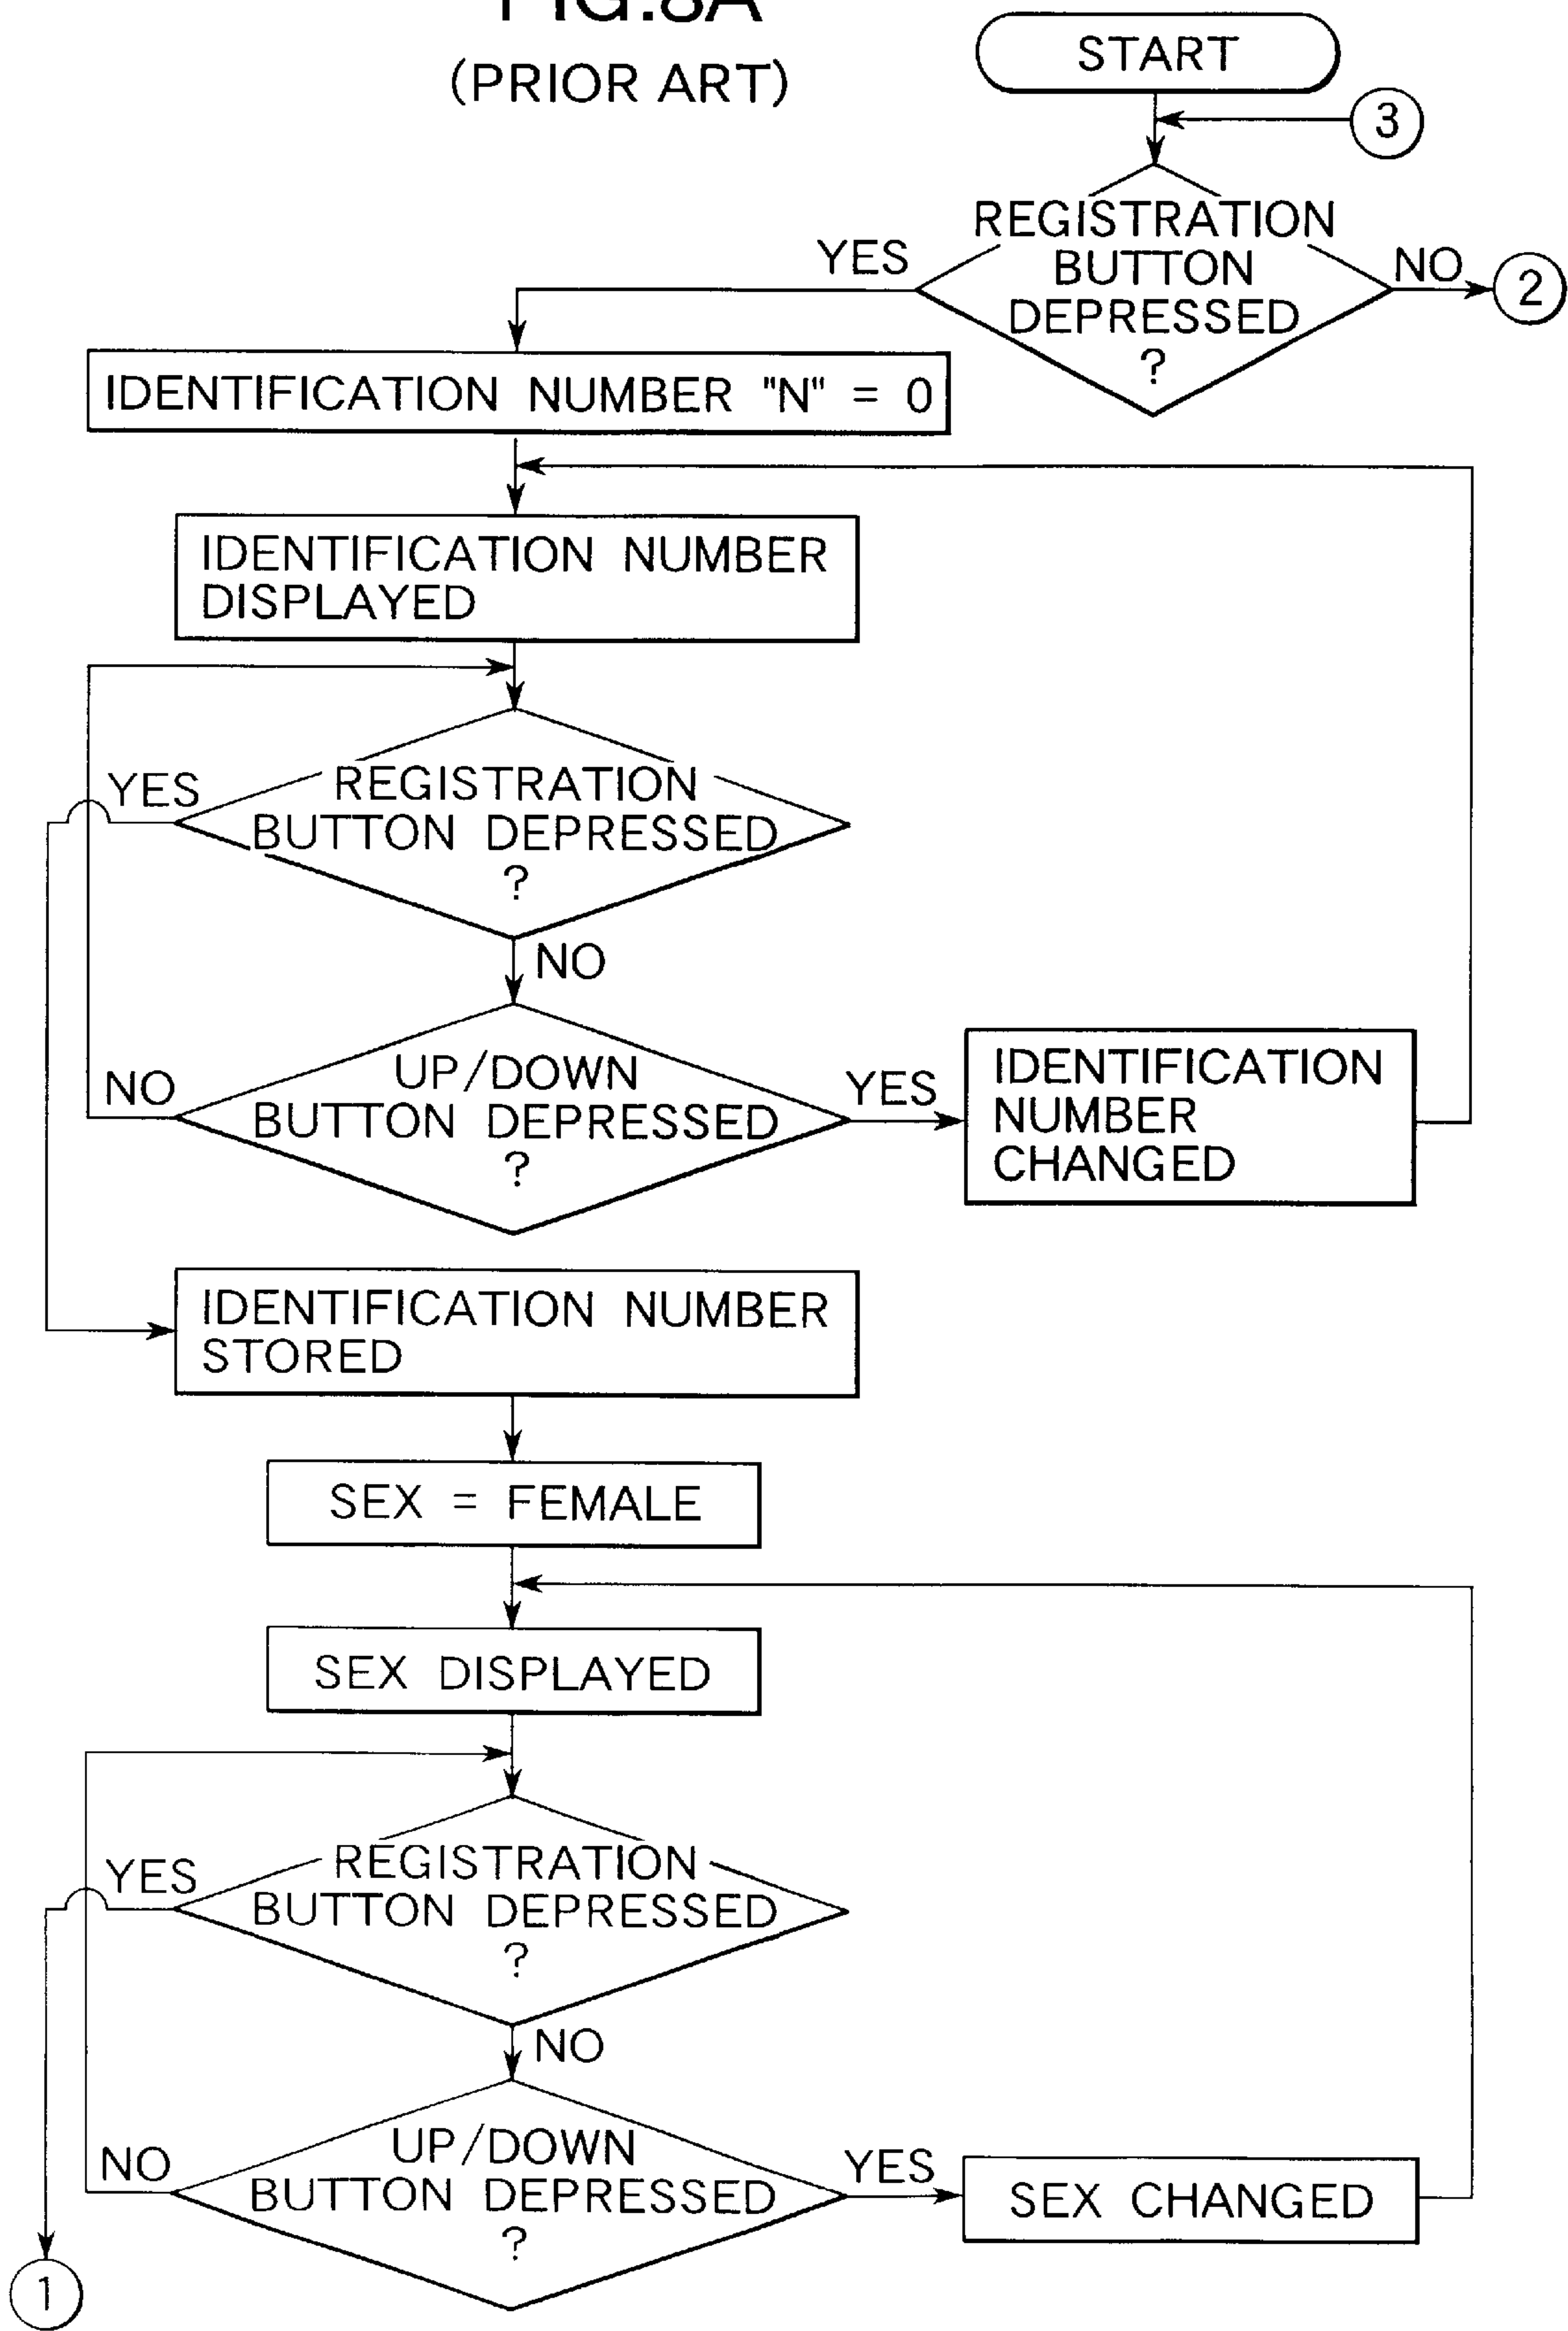 FIG.8A
(PRIOR ART)
START
3
REGISTRATION
BUTTON
DEPRESSED
?
YES
NO
2
IDENTIFICATION NUMBER "N" = 0
IDENTIFICATION NUMBER
DISPLAYED
YES
REGISTRATION
BUTTON DEPRESSED
?
NO
UP/DOWN
BUTTON DEPRESSED
?
NO
YES
IDENTIFICATION
NUMBER
CHANGED
IDENTIFICATION NUMBER
STORED
SEX = FEMALE
SEX DISPLAYED
YES
REGISTRATION
BUTTON DEPRESSED
?
NO
UP/DOWN
BUTTON DEPRESSED
?
NO
YES
SEX CHANGED
1